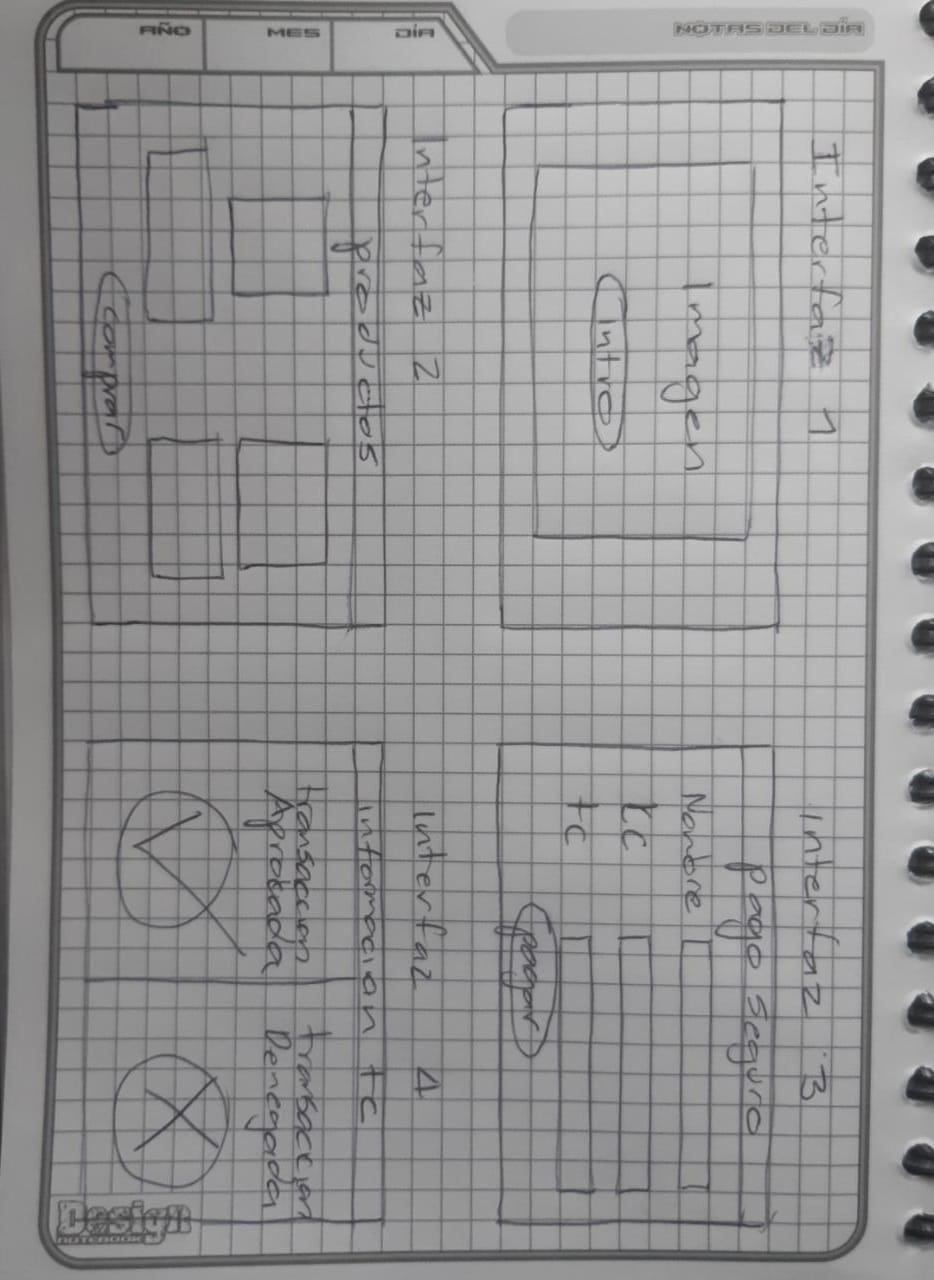 NOTAS DEL DÍA
DÍA
MES
AÑO
Interfaz 1
Imagen
intro
Interfaz 2
productos
comprar
interfaz 3
pago seguro
Nombre
tc
tc
pagar
interfaz 4
informacion tc
transaccion
Aprobada
transaccion
Denegada
Design